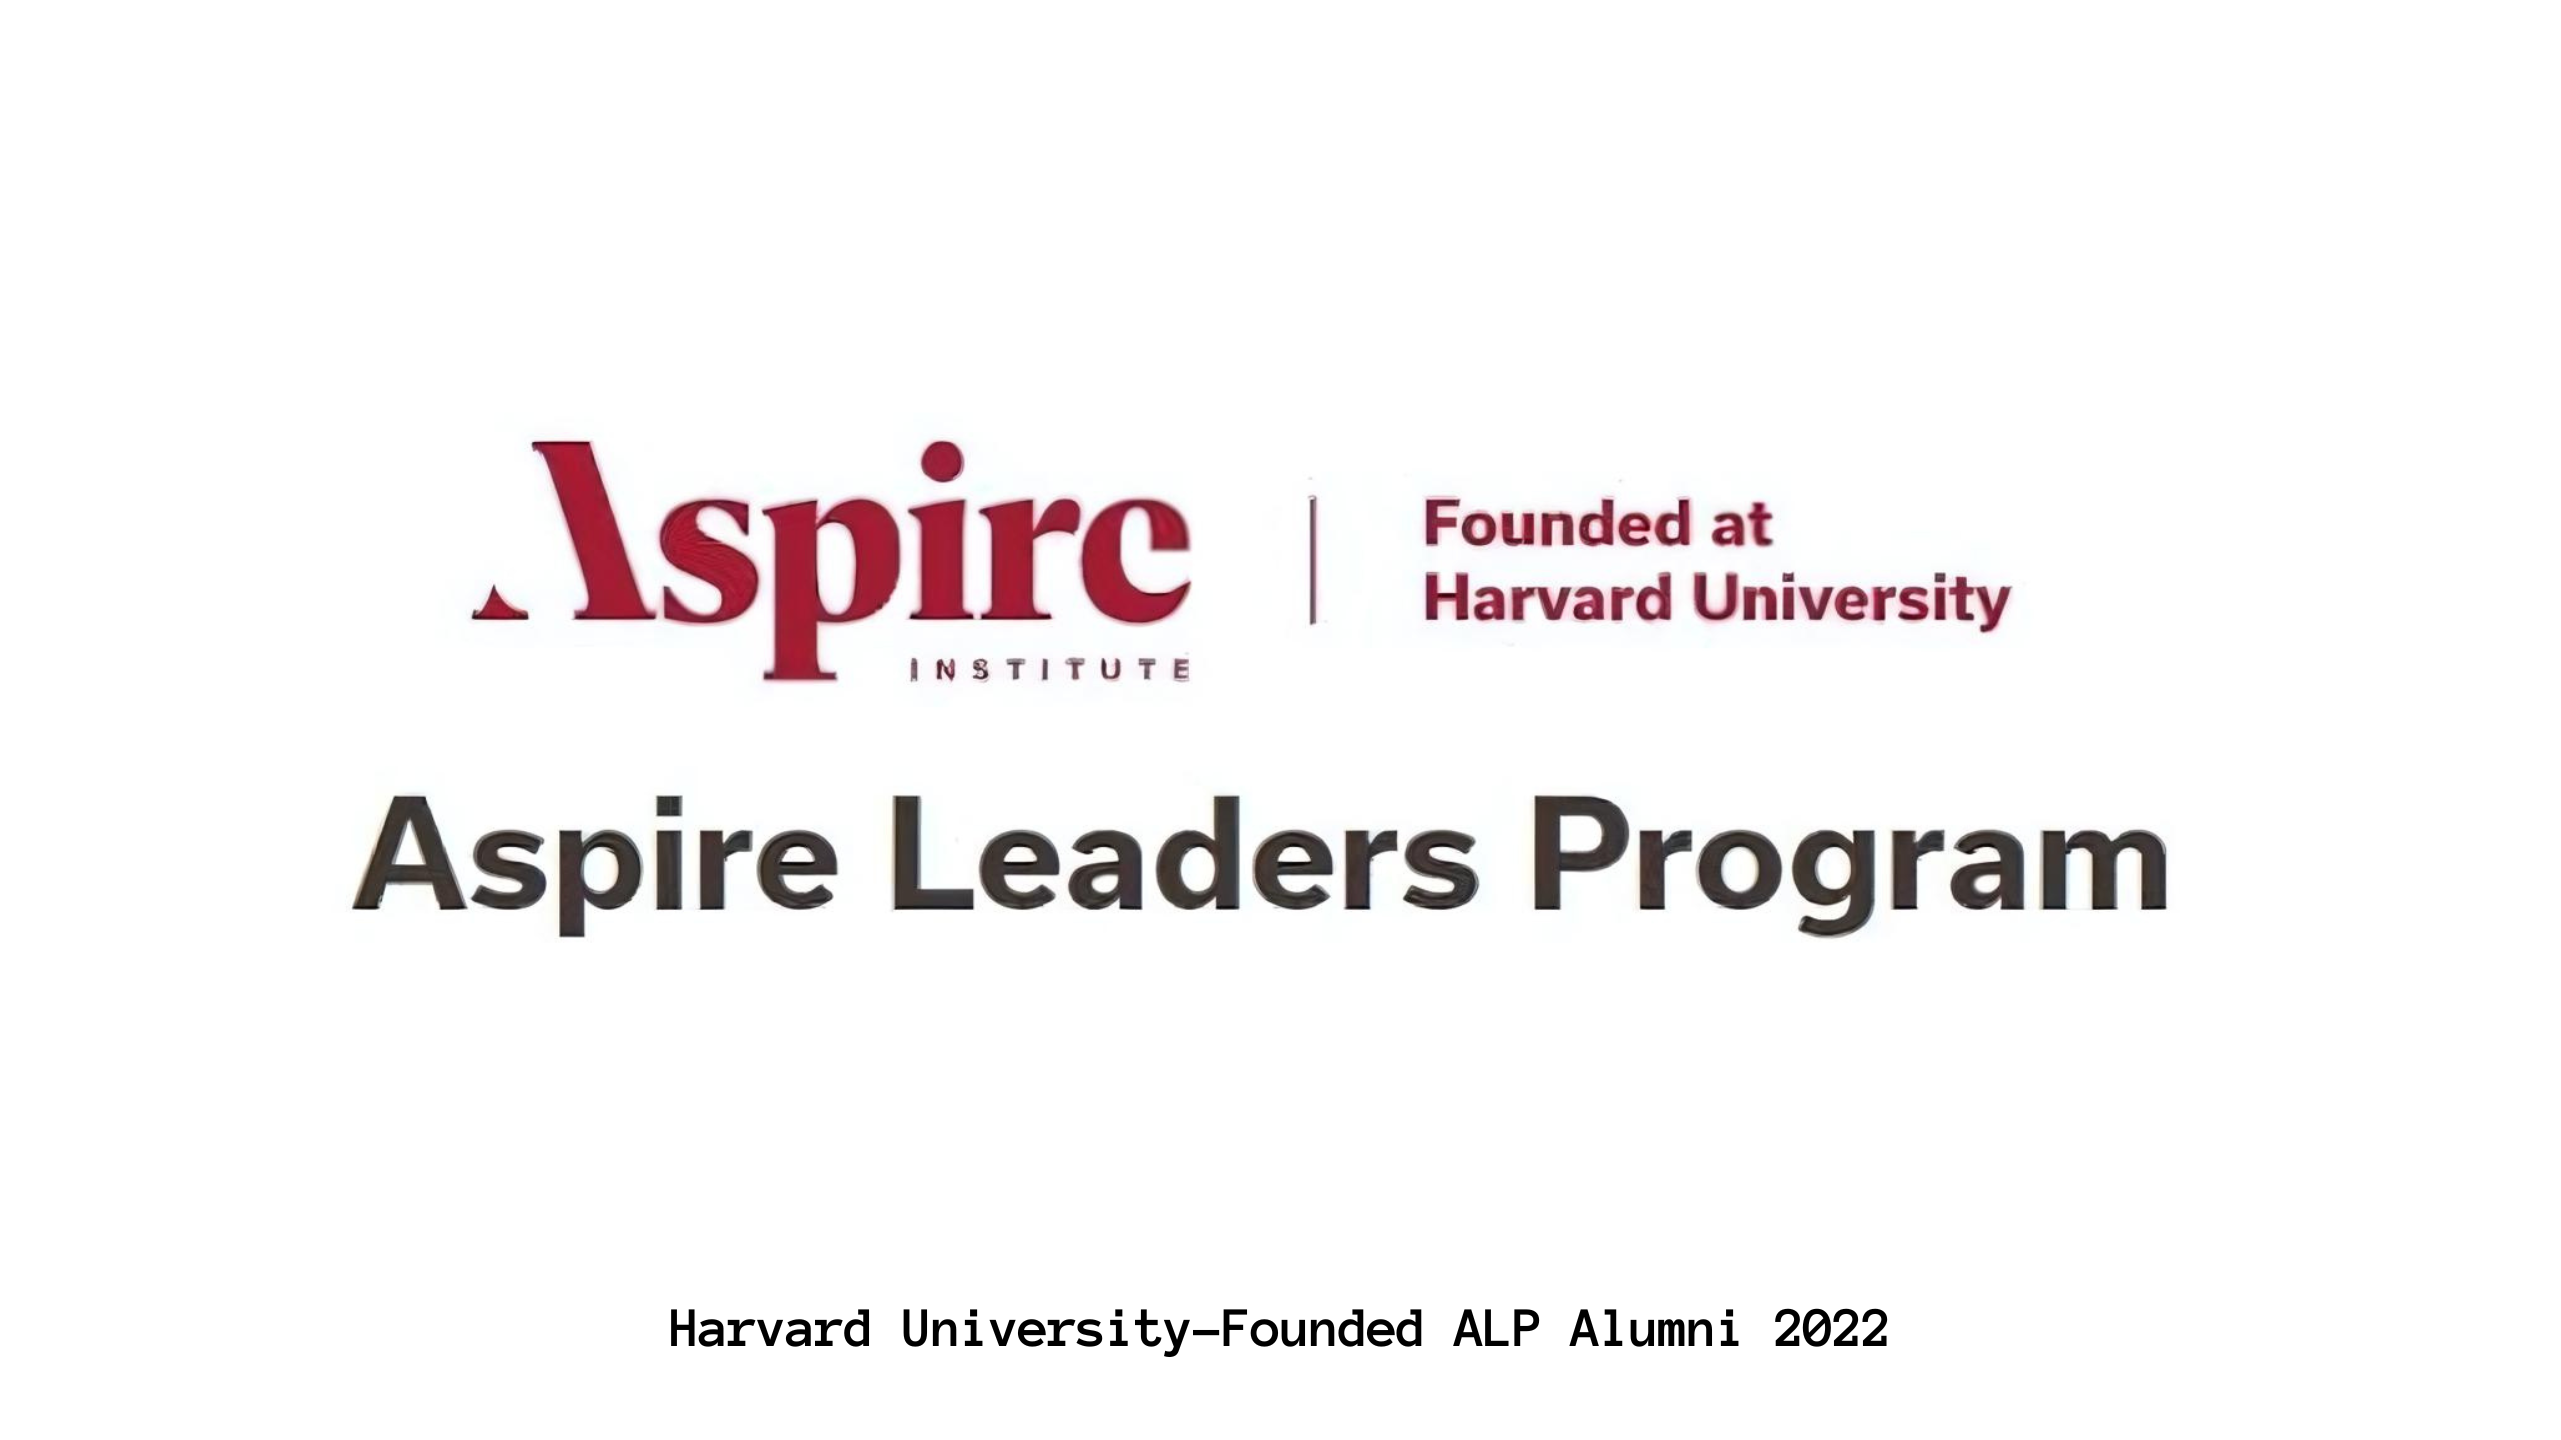 Aspire
INSTITUTE
Founded at
Harvard University
Aspire Leaders Program
Harvard University-Founded ALP Alumni 2022